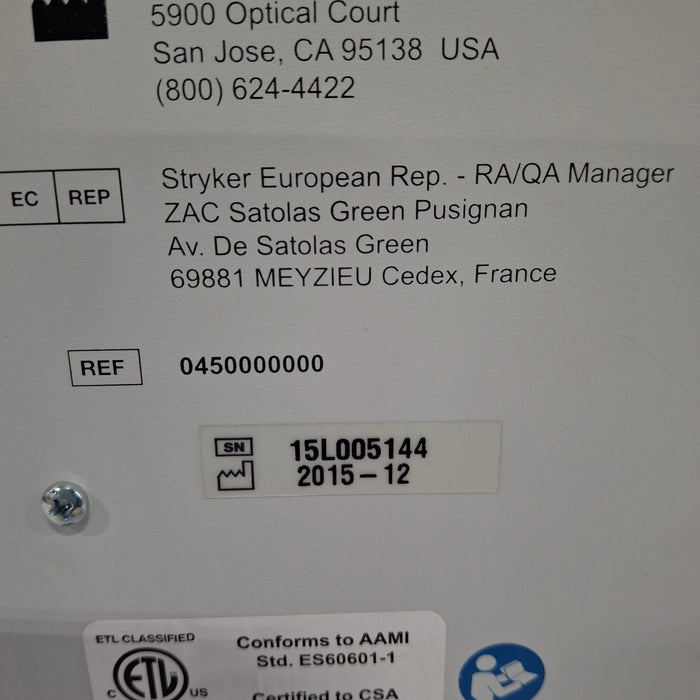 5900 Optical Court
San Jose, CA 95138 USA
(800) 624-4422
EC REP
Stryker European Rep. - RA/QA Manager
ZAC Satolas Green Pusignan
Av. De Satolas Green
69881 MEYZIEU Cedex, France
REF 0450000000
SN 15L005144
2015-12
ETL CLASSIFIED
C ETL US
Conforms to AAMI
Std. ES60601-1
Certified to CSA